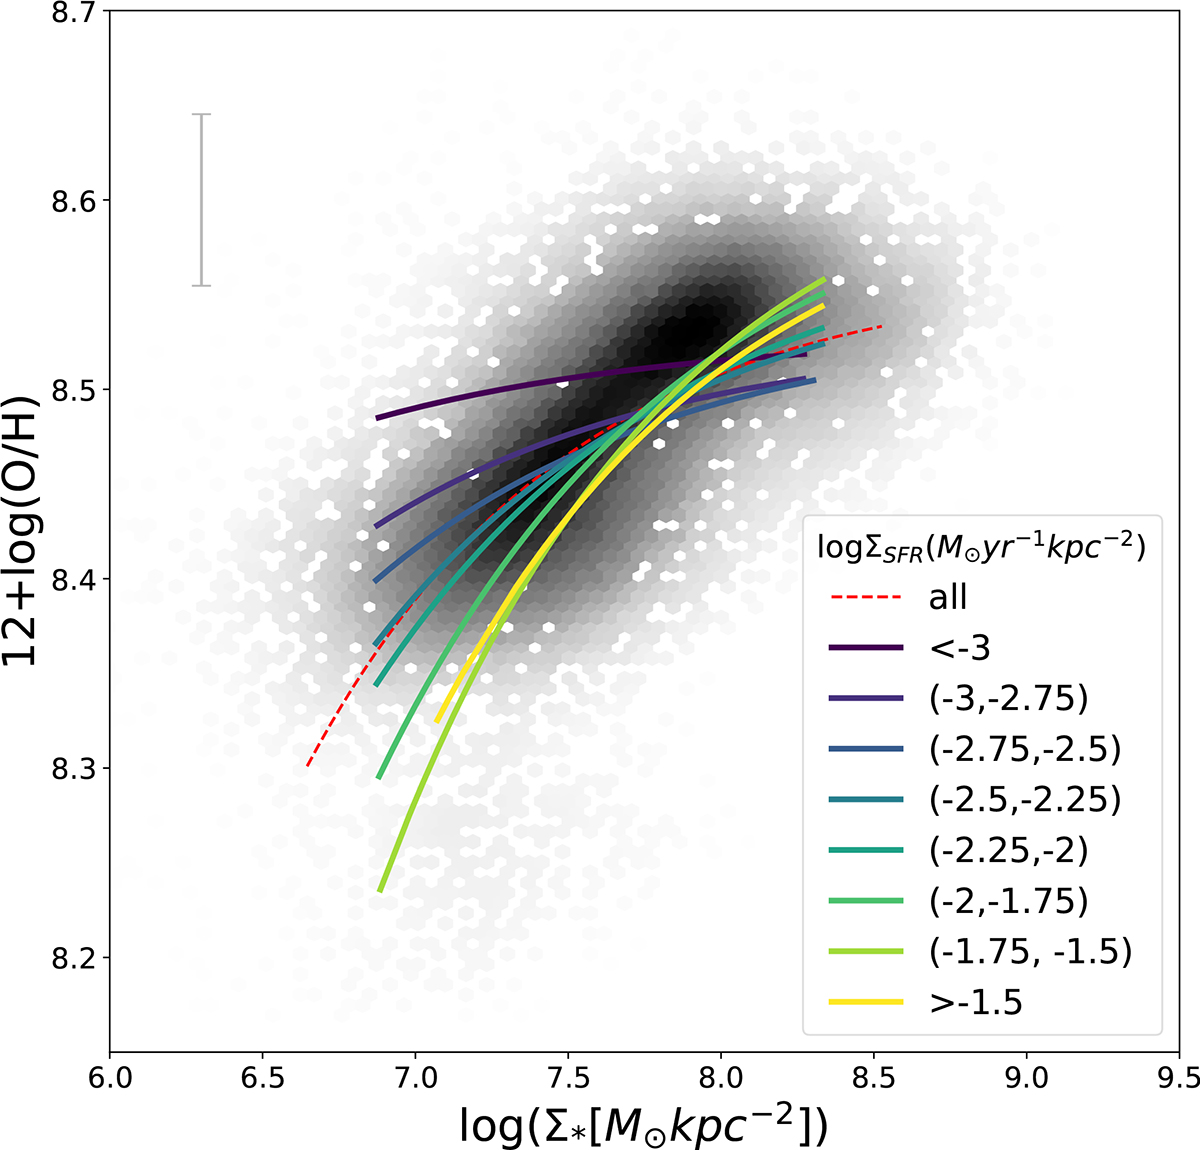 8.7
8.6
8.5
8.4
8.3
8.2
12+log(O/H)
logΣ_SFR(M⊙yr⁻¹kpc⁻²)
all
<-3
(-3,-2.75)
(-2.75,-2.5)
(-2.5,-2.25)
(-2.25,-2)
(-2,-1.75)
(-1.75, -1.5)
>-1.5
6.0 6.5 7.0 7.5 8.0 8.5 9.0 9.5
log(Σ*[M⊙kpc⁻²])